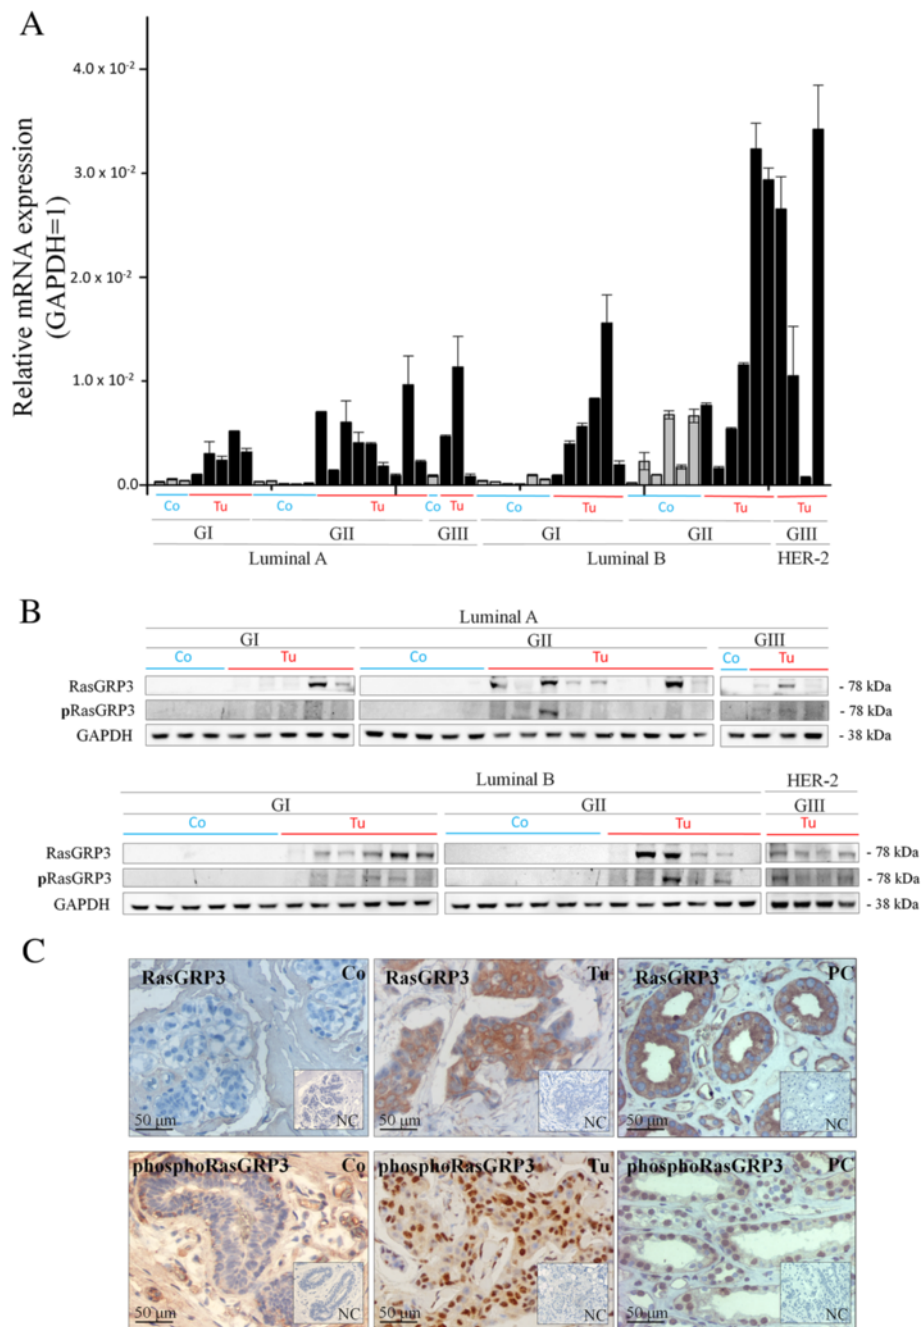 A
4.0 x 10⁻²
3.0 x 10⁻²
2.0 x 10⁻²
1.0 x 10⁻²
0.0
Relative mRNA expression
(GAPDH=1)
Co Tu Co Tu Co Tu Co Tu Co Tu Tu
GI GII GIII GI GII GIII
Luminal A Luminal B HER-2
B
Luminal A
GI GII GIII
Co Tu Co Tu Co Tu
RasGRP3 - 78 kDa
pRasGRP3 - 78 kDa
GAPDH - 38 kDa
Luminal B HER-2
GI GII GIII
Co Tu Co Tu Tu
RasGRP3 - 78 kDa
pRasGRP3 - 78 kDa
GAPDH - 38 kDa
C
RasGRP3 Co RasGRP3 Tu RasGRP3 PC
50 µm NC 50 µm NC 50 µm NC
phosphoRasGRP3 Co phosphoRasGRP3 Tu phosphoRasGRP3 PC
50 µm NC 50 µm NC 50 µm NC